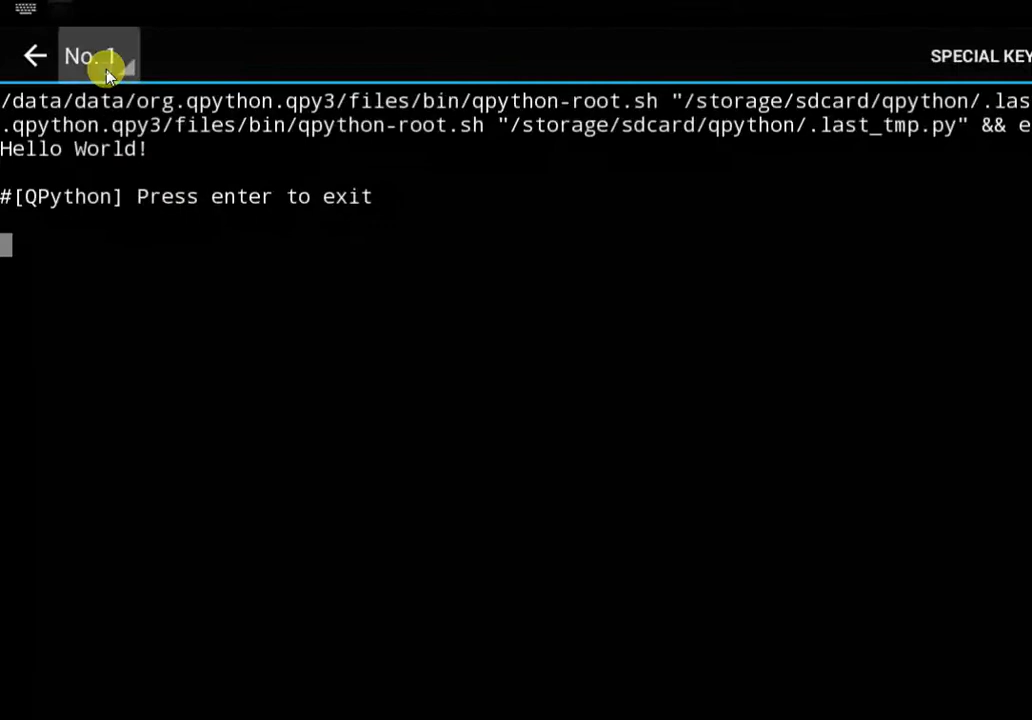 No. 1
SPECIAL KEY
/data/data/org.qpython.qpy3/files/bin/qpython-root.sh "/storage/sdcard/qpython/.las
.qpython.qpy3/files/bin/qpython-root.sh "/storage/sdcard/qpython/.last_tmp.py" && e
Hello World!
#[QPython] Press enter to exit